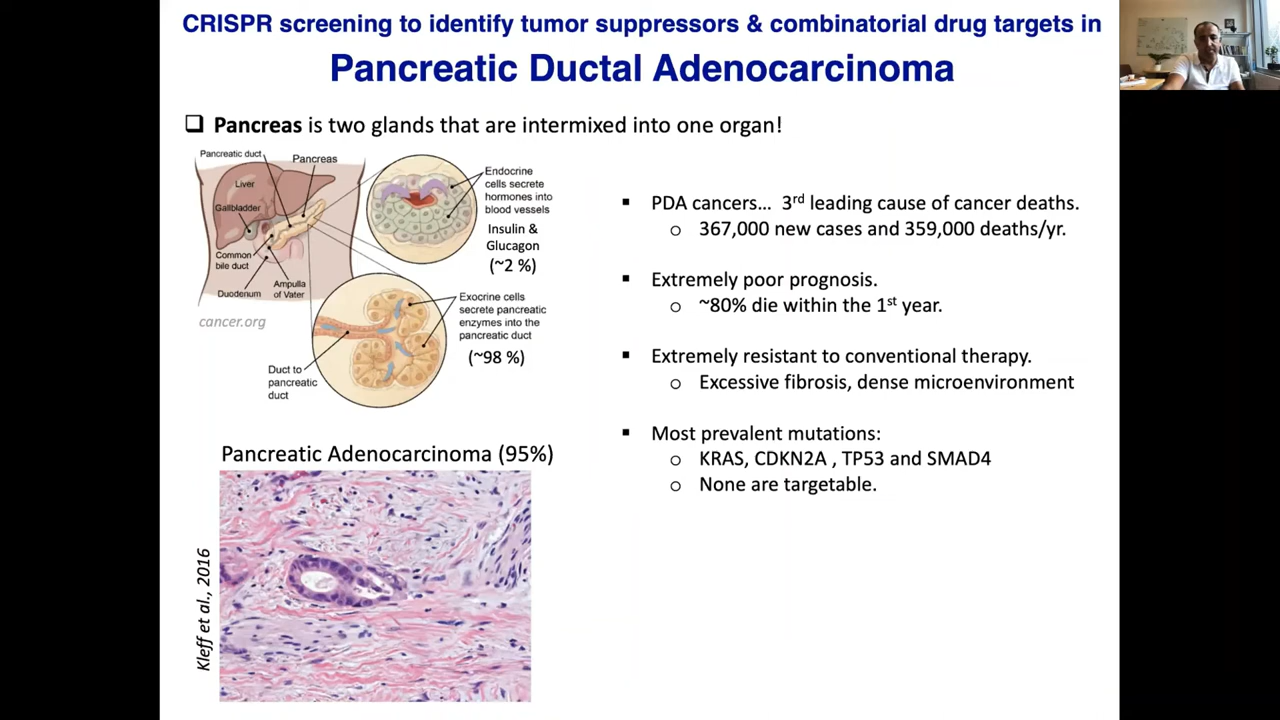 CRISPR screening to identify tumor suppressors & combinatorial drug targets in
Pancreatic Ductal Adenocarcinoma
❑ Pancreas is two glands that are intermixed into one organ!
Pancreatic duct
Pancreas
Liver
Gallbladder
Common
bile duct
Duodenum
Ampulla
of Vater
cancer.org
Endocrine
cells secrete
hormones into
blood vessels
Insulin &
Glucagon
(~2 %)
Exocrine cells
secrete pancreatic
enzymes into the
pancreatic duct
(~98 %)
Duct to
pancreatic
duct
Pancreatic Adenocarcinoma (95%)
Kleff et al., 2016
▪ PDA cancers... 3rd leading cause of cancer deaths.
o 367,000 new cases and 359,000 deaths/yr.
▪ Extremely poor prognosis.
o ~80% die within the 1st year.
▪ Extremely resistant to conventional therapy.
o Excessive fibrosis, dense microenvironment
▪ Most prevalent mutations:
o KRAS, CDKN2A , TP53 and SMAD4
o None are targetable.